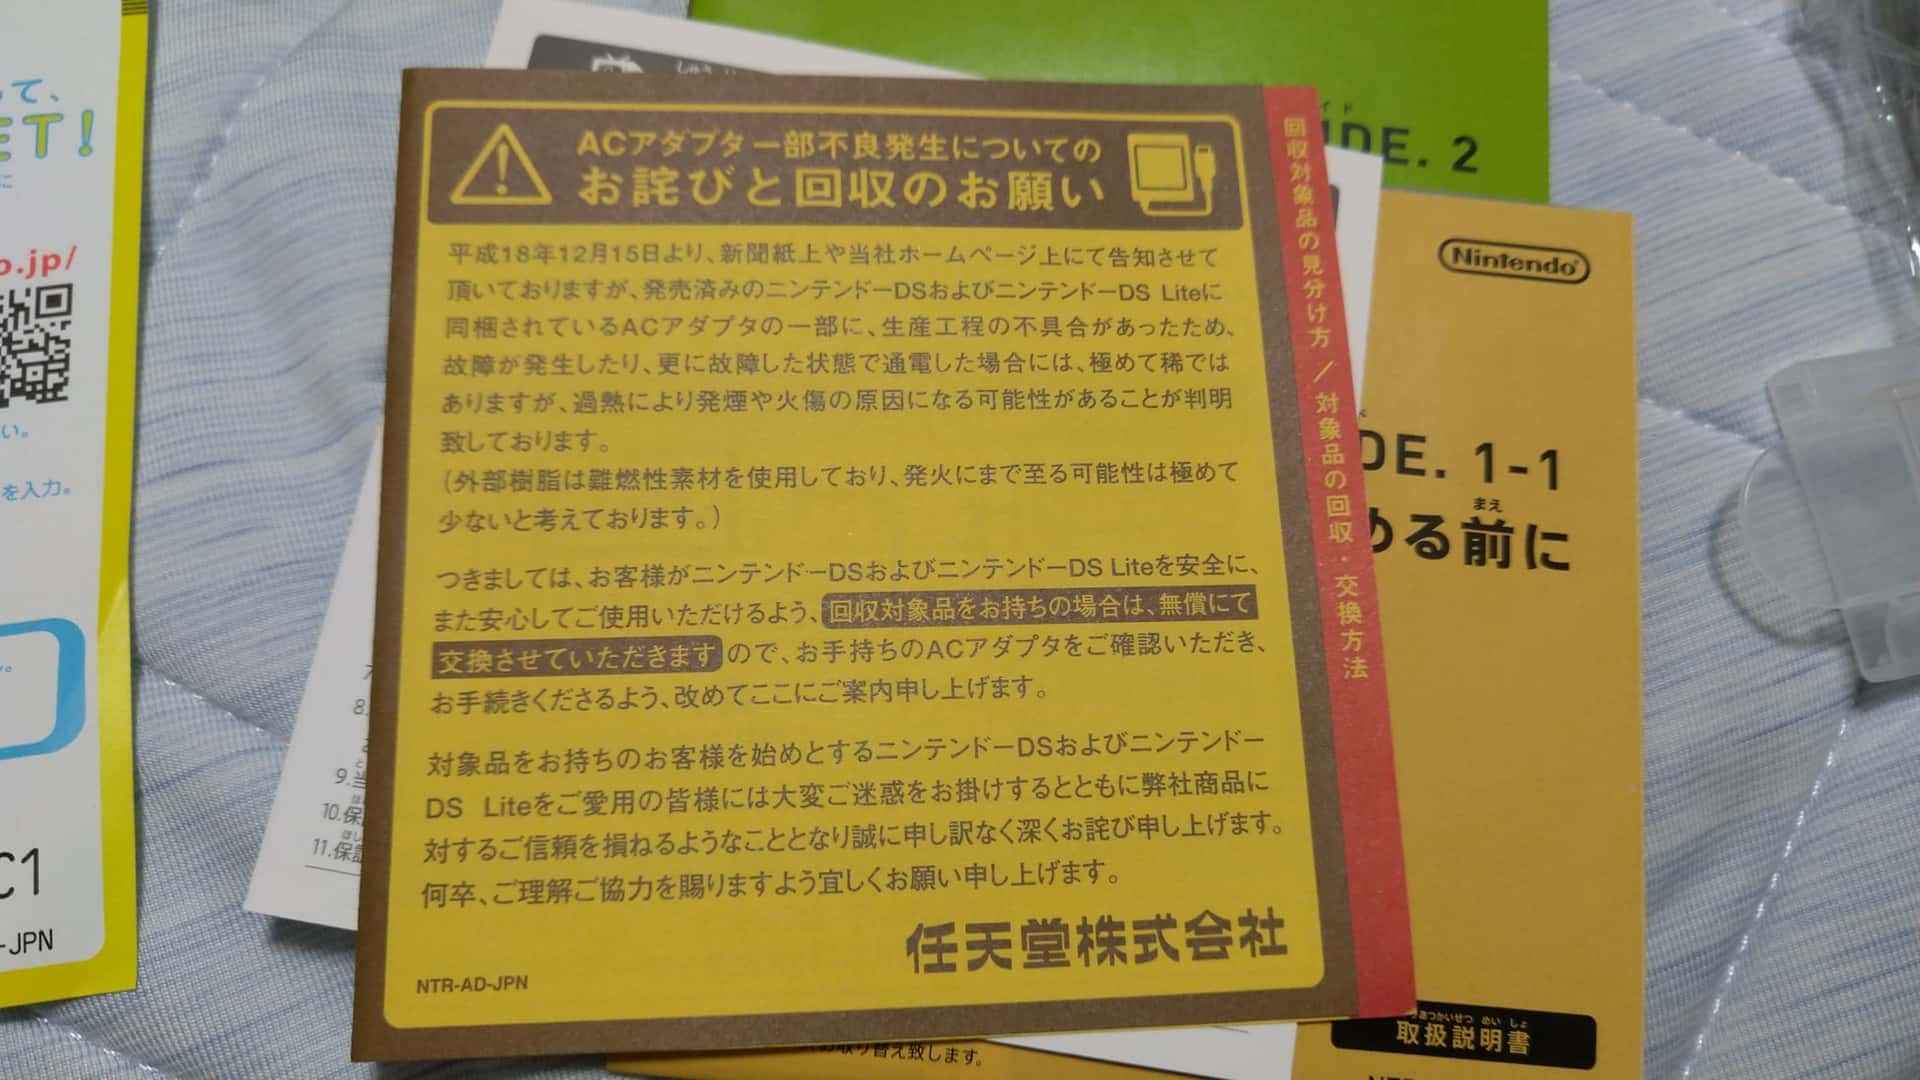 って、
ET!
o.jp/
い。
を入力。
C1
-JPN
ACアダプター部不良発生についての
お詫びと回収のお願い
平成18年12月15日より、新聞紙上や当社ホームページ上にて告知させて
頂いておりますが、発売済みのニンテンドーDSおよびニンテンドーDS Liteに
同梱されているACアダプタの一部に、生産工程の不具合があったため、
故障が発生したり、更に故障した状態で通電した場合には、極めて稀では
ありますが、過熱により発煙や火傷の原因になる可能性があることが判明
致しております。
(外部樹脂は難燃性素材を使用しており、発火にまで至る可能性は極めて
少ないと考えております。)
つきましては、お客様がニンテンドーDSおよびニンテンドーDS Liteを安全に、
また安心してご使用いただけるよう、回収対象品をお持ちの場合は、無償にて
交換させていただきますので、お手持ちのACアダプタをご確認いただき、
お手続きくださるよう、改めてここにご案内申し上げます。
対象品をお持ちのお客様を始めとするニンテンドーDSおよびニンテンドー
DS Liteをご愛用の皆様には大変ご迷惑をお掛けするとともに弊社商品に
対するご信頼を損ねるようなこととなり誠に申し訳なく深くお詫び申し上げます。
何卒、ご理解ご協力を賜りますよう宜しくお願い申し上げます。
任天堂株式会社
NTR-AD-JPN
回収対象品の見分け方／対象品の回収・交換方法
イド
IDE. 2
Nintendo
DE. 1-1
まえ
める前に
取扱説明書
8.
9.当
10.保
11.保証
お取り替え致します。